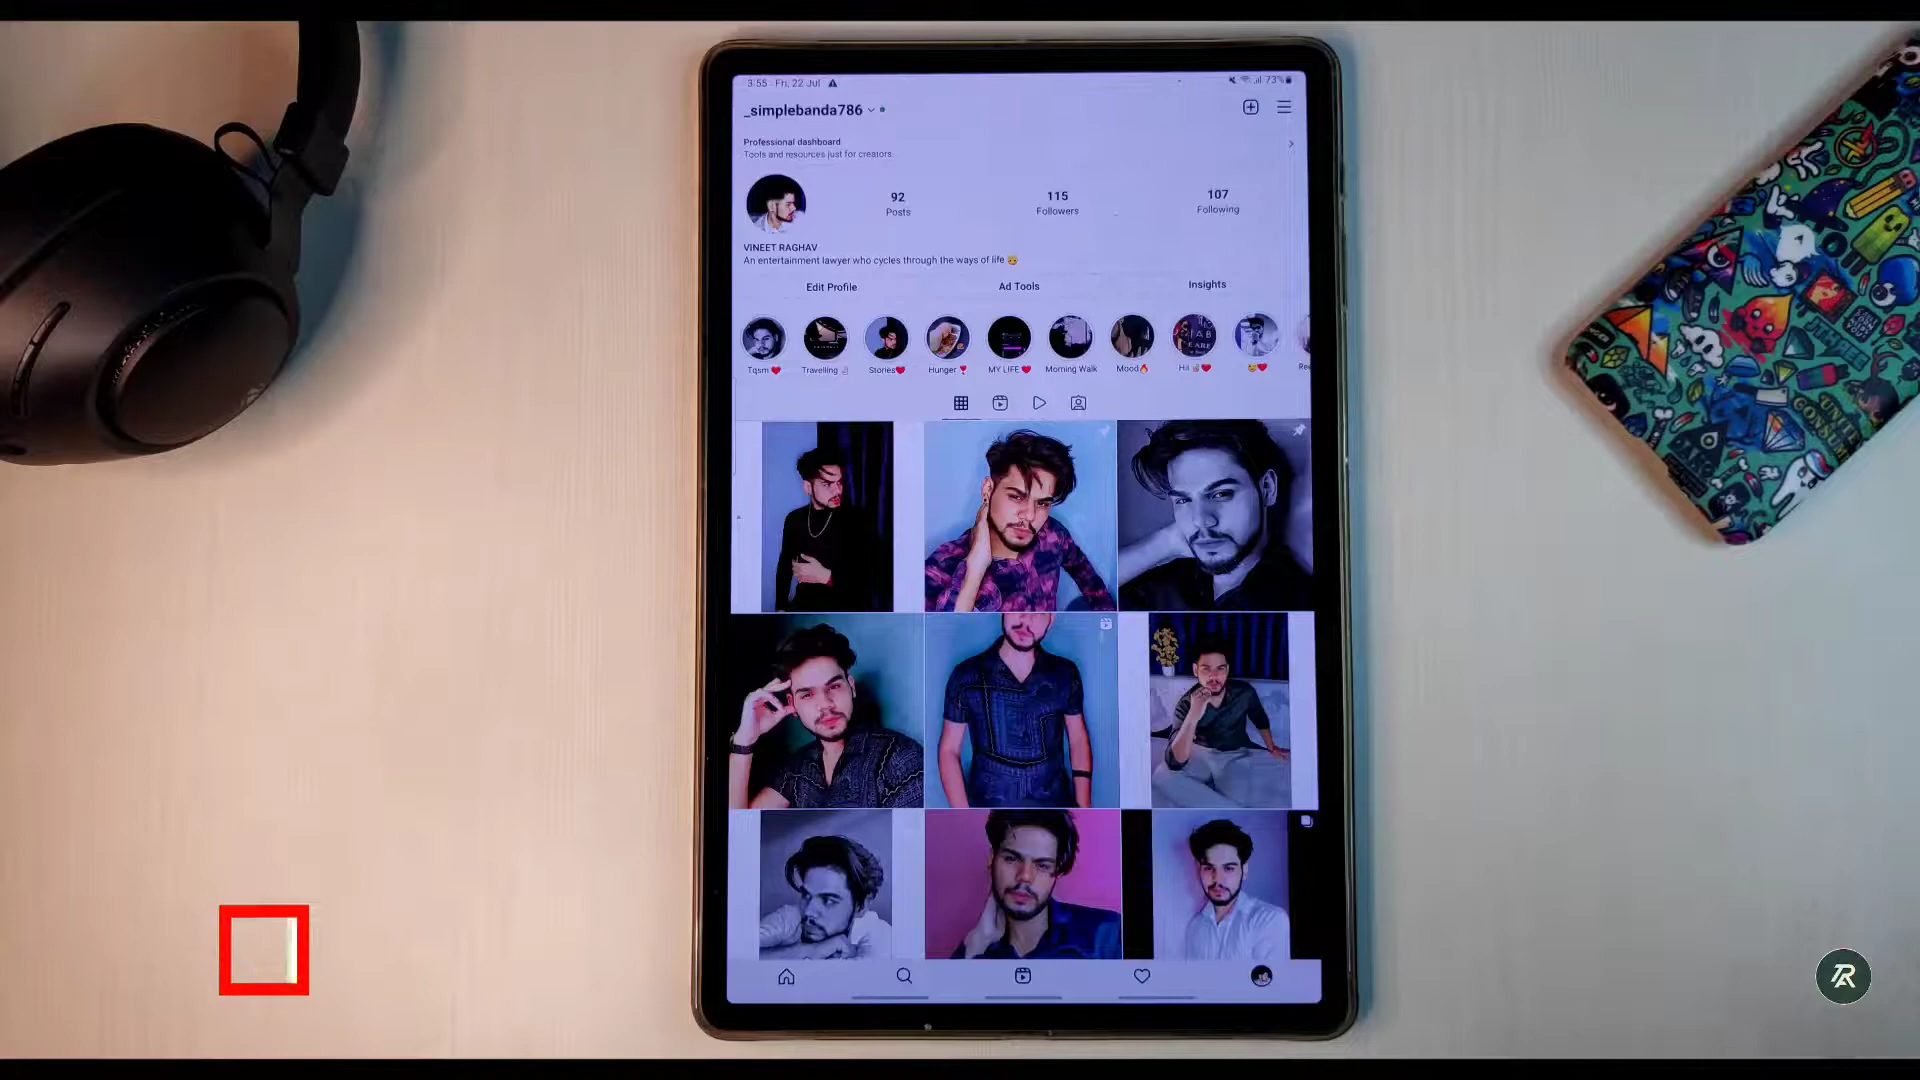 3:55 Fri, 22 Jul
73%
_simplebanda786
Professional dashboard
Tools and resources just for creators.
92
Posts
115
Followers
107
Following
VINEET RAGHAV
An entertainment lawyer who cycles through the ways of life 😇
Edit Profile
Ad Tools
Insights
Tqsm ❤️
Travelling
Stories❤️
Hunger
MY LIFE ❤️
Morning Walk
Mood🔥